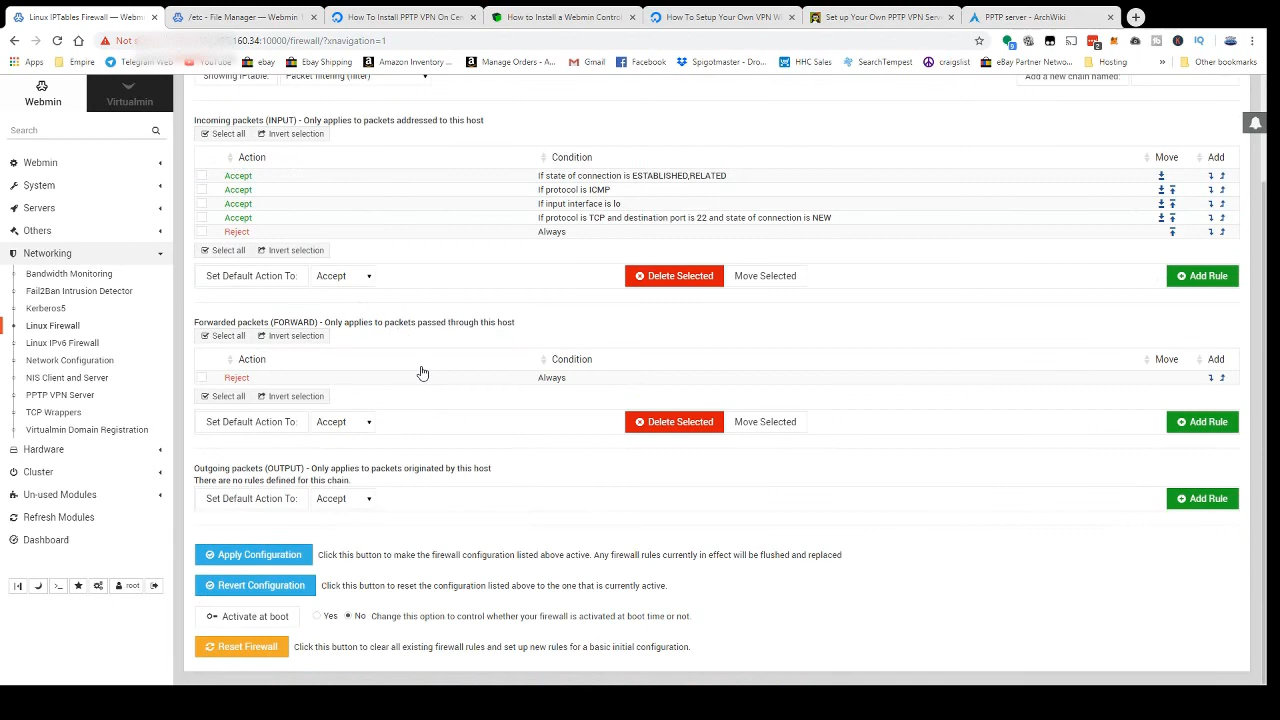 Linux IPTables Firewall — Webmi
/etc - File Manager — Webmin
How To Install PPTP VPN On Cen
How to Install a Webmin Control
How To Setup Your Own VPN W
Set up Your Own PPTP VPN Serv
PPTP server - ArchWiki
Not s
160.34:10000/firewall/?xnavigation=1
Apps
Empire
Telegram Web
YouTube
ebay
Ebay Shipping
Amazon Inventory ...
Manage Orders - A...
Gmail
Facebook
Spigotmaster - Dro...
HHC Sales
SearchTempest
craigslist
eBay Partner Netw...
Hosting
»
Other bookmarks
Webmin
Virtualmin
Search
Webmin
System
Servers
Others
Networking
Bandwidth Monitoring
Fail2Ban Intrusion Detector
Kerberos5
Linux Firewall
Linux IPv6 Firewall
Network Configuration
NIS Client and Server
PPTP VPN Server
TCP Wrappers
Virtualmin Domain Registration
Hardware
Cluster
Un-used Modules
Refresh Modules
Dashboard
root
Showing IPtable: Packet filtering (filter)
Add a new chain named:
Incoming packets (INPUT) - Only applies to packets addressed to this host
Select all Invert selection
Action Condition Move Add
Accept If state of connection is ESTABLISHED,RELATED
Accept If protocol is ICMP
Accept If input interface is lo
Accept If protocol is TCP and destination port is 22 and state of connection is NEW
Reject Always
Select all Invert selection
Set Default Action To: Accept Delete Selected Move Selected Add Rule
Forwarded packets (FORWARD) - Only applies to packets passed through this host
Select all Invert selection
Action Condition Move Add
Reject Always
Select all Invert selection
Set Default Action To: Accept Delete Selected Move Selected Add Rule
Outgoing packets (OUTPUT) - Only applies to packets originated by this host
There are no rules defined for this chain.
Set Default Action To: Accept Add Rule
Apply Configuration Click this button to make the firewall configuration listed above active. Any firewall rules currently in effect will be flushed and replaced
Revert Configuration Click this button to reset the configuration listed above to the one that is currently active.
Activate at boot Yes No Change this option to control whether your firewall is activated at boot time or not.
Reset Firewall Click this button to clear all existing firewall rules and set up new rules for a basic initial configuration.